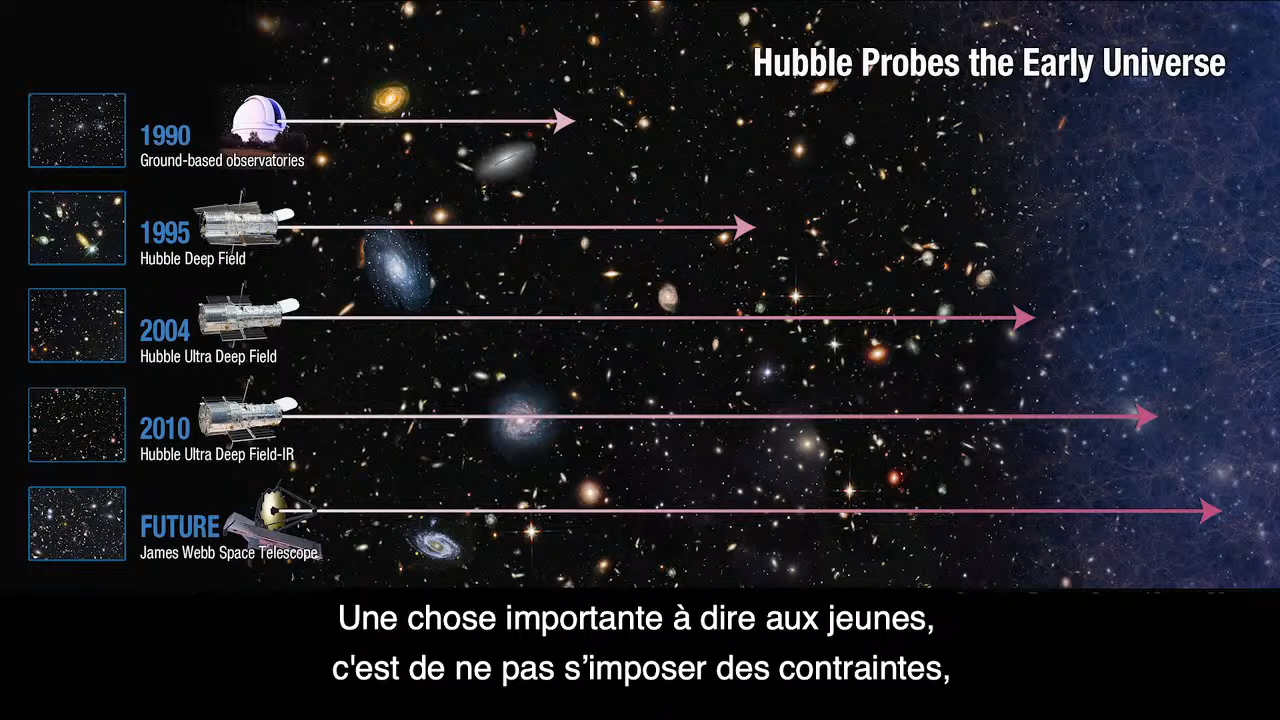 Hubble Probes the Early Universe
1990
Ground-based observatories
1995
Hubble Deep Field
2004
Hubble Ultra Deep Field
2010
Hubble Ultra Deep Field-IR
FUTURE
James Webb Space Telescope
Une chose importante à dire aux jeunes,
c'est de ne pas s’imposer des contraintes,